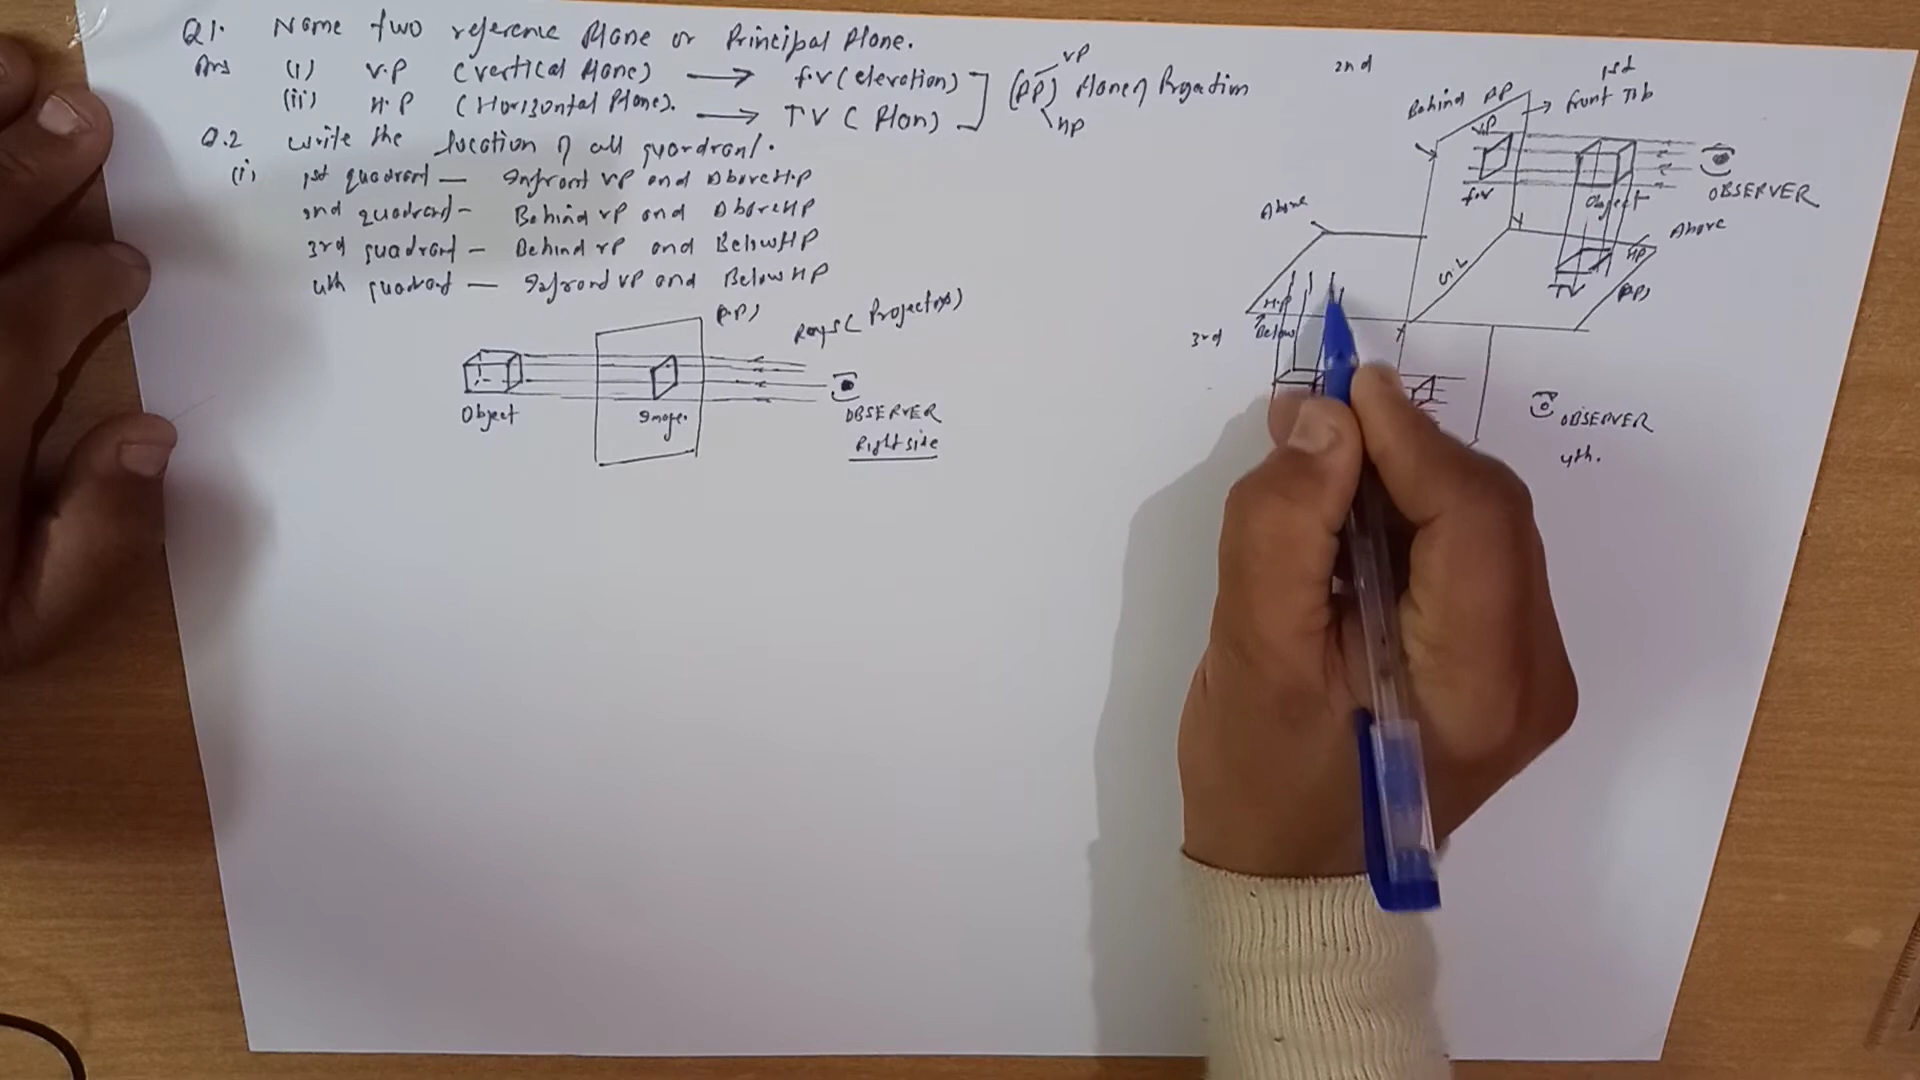 Q1. Name two reference Plane or Principal Plane.
Ans (i) V.P (Vertical Plane) → F.V (elevation)
(ii) H.P (Horizontal Plane). → TV (Plan)
(PP) Plane of Projection
VP
HP
Q.2 Write the location of all quardrant.
(i) 1st quadrant — Infront VP and Above H.P
2nd quadrant - Behind VP and Above HP
3rd quadrant — Behind VP and Below HP
4th quadrant — Infront VP and Below HP
(P.P)
Rays (Projectors)
Object
Image.
OBSERVER
Right side
2nd
1st
Behind
Front
VP
F.V
Object
OBSERVER
Above
Above
HP
TV
(PP)
X
Y
H.P
Below
3rd
OBSERVER
4th.